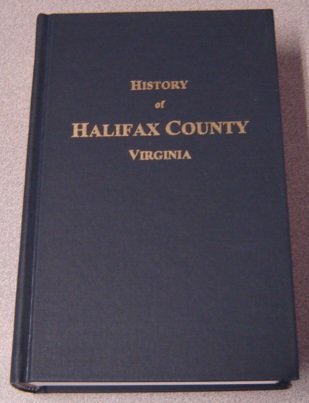 HISTORY
of
HALIFAX COUNTY
VIRGINIA